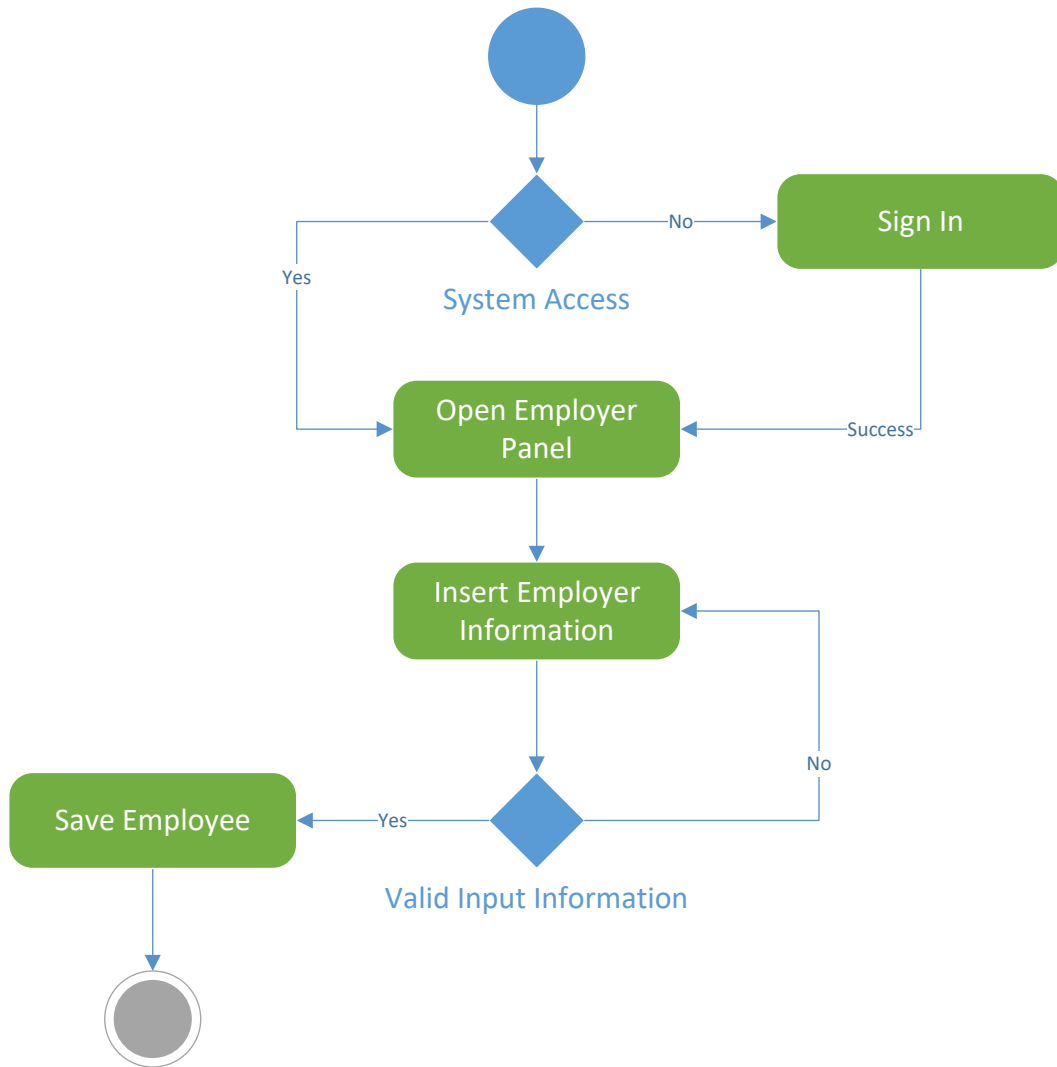 No
Sign In
Yes
System Access
Open Employer
Panel
Success
Insert Employer
Information
No
Save Employee
Yes
Valid Input Information